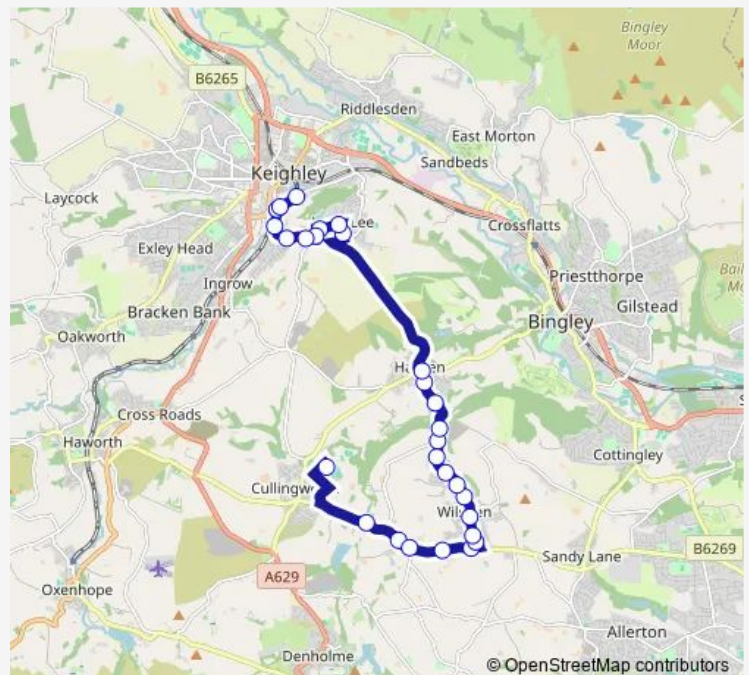 Bingley
Moor
B6265
Riddlesden
East Morton
Sandbeds
Keighley
Laycock
Lee
Crossflatts
Exley Head
Priestthorpe
Ingrow
Gilstead
Bracken Bank
Bingley
Oakworth
Cross Roads
Haworth
Cottingley
Sandy Lane
B6269
A629
Oxenhope
Allerton
Denholme
© OpenStreetMap contributors